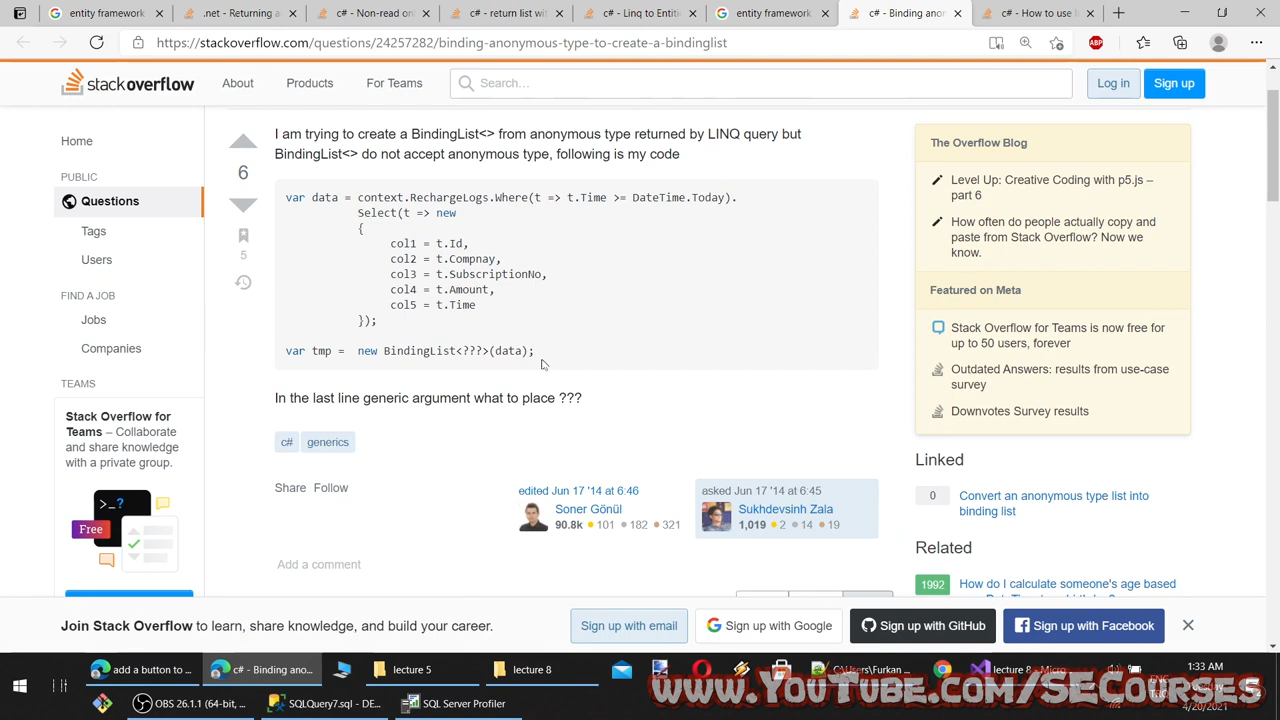 entity framework
.net - Returning a
c# - Non-read on
c# - return list wit
c# - Linq to Entitie
entity framework
c# - Binding ano
c# - How to use l
https://stackoverflow.com/questions/24257282/binding-anonymous-type-to-create-a-bindinglist
ABP
stackoverflow
About
Products
For Teams
Search...
Log in
Sign up
Home
PUBLIC
Questions
Tags
Users
FIND A JOB
Jobs
Companies
TEAMS
Stack Overflow for
Teams – Collaborate
and share knowledge
with a private group.
>_?
Free
6
5
I am trying to create a BindingList<> from anonymous type returned by LINQ query but
BindingList<> do not accept anonymous type, following is my code
var data = context.RechargeLogs.Where(t => t.Time >= DateTime.Today).
Select(t => new
{
col1 = t.Id,
col2 = t.Compnay,
col3 = t.SubscriptionNo,
col4 = t.Amount,
col5 = t.Time
});
var tmp =  new BindingList<???>(data);
In the last line generic argument what to place ???
c#
generics
Share Follow
edited Jun 17 '14 at 6:46
Soner Gönül
90.8k 101 182 321
asked Jun 17 '14 at 6:45
Sukhdevsinh Zala
1,019 2 14 19
Add a comment
The Overflow Blog
Level Up: Creative Coding with p5.js –
part 6
How often do people actually copy and
paste from Stack Overflow? Now we
know.
Featured on Meta
Stack Overflow for Teams is now free for
up to 50 users, forever
Outdated Answers: results from use-case
survey
Downvotes Survey results
Linked
0
Convert an anonymous type list into
binding list
Related
1992
How do I calculate someone's age based
Join Stack Overflow to learn, share knowledge, and build your career.
Sign up with email
Sign up with Google
Sign up with GitHub
Sign up with Facebook
add a button to ...
c# - Binding ano...
lecture 5
lecture 8
C:\Users\Furkan ...
lecture 8 - Micro...
1:33 AM
4/20/2021
OBS 26.1.1 (64-bit, ...
SQLQuery7.sql - DE...
SQL Server Profiler
www.YouTube.com/SECourses